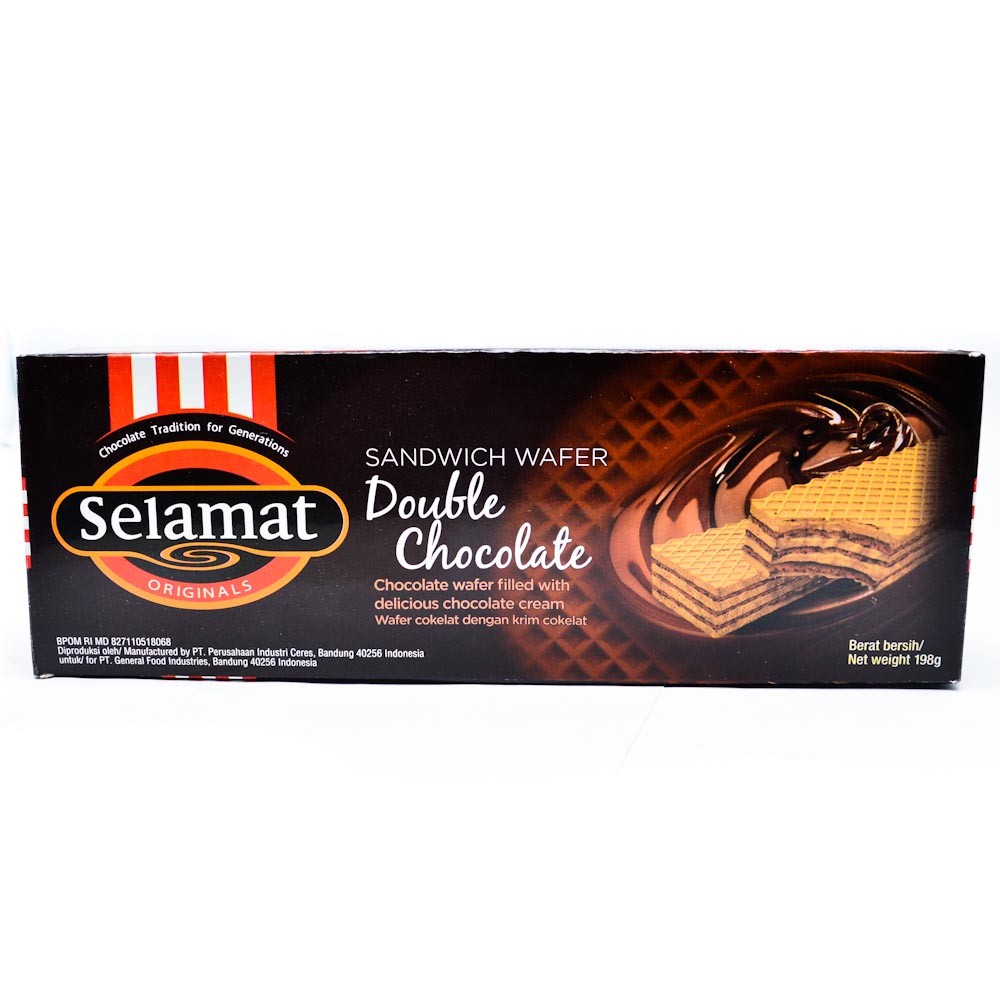 Chocolate Tradition for Generations
Selamat
ORIGINALS
SANDWICH WAFER
Double
Chocolate
Chocolate wafer filled with
delicious chocolate cream
Wafer cokelat dengan krim cokelat
BPOM RI MD 827110518068
Diproduksi oleh/ Manufactured by PT. Perusahaan Industri Ceres, Bandung 40256 Indonesia
untuk/ for PT. General Food Industries, Bandung 40256 Indonesia
Berat bersih/
Net weight 198g